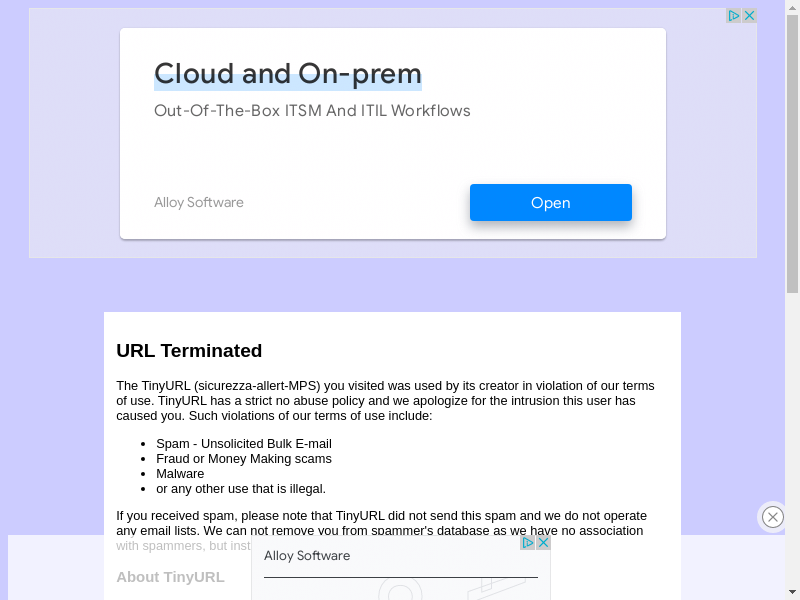 Cloud and On-prem
Out-Of-The-Box ITSM And ITIL Workflows
Alloy Software
Open
URL Terminated
The TinyURL (sicurezza-allert-MPS) you visited was used by its creator in violation of our terms
of use. TinyURL has a strict no abuse policy and we apologize for the intrusion this user has
caused you. Such violations of our terms of use include:
• Spam - Unsolicited Bulk E-mail
• Fraud or Money Making scams
• Malware
• or any other use that is illegal.
If you received spam, please note that TinyURL did not send this spam and we do not operate
any email lists. We can not remove you from spammer's database as we have no association
with spammers, but inst
Alloy Software
About TinyURL